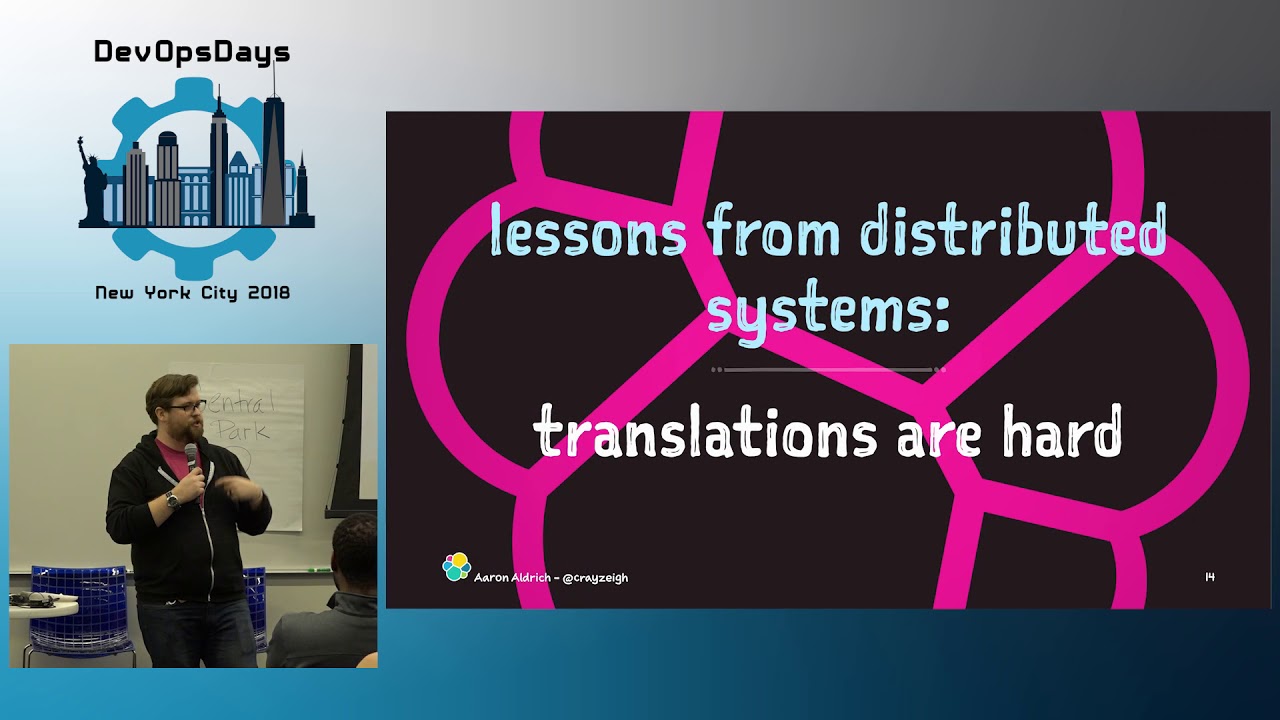 DevOpsDays
New York City 2018
lessons from distributed
systems:
translations are hard
Aaron Aldrich - @crayzeigh
14
entral
Park